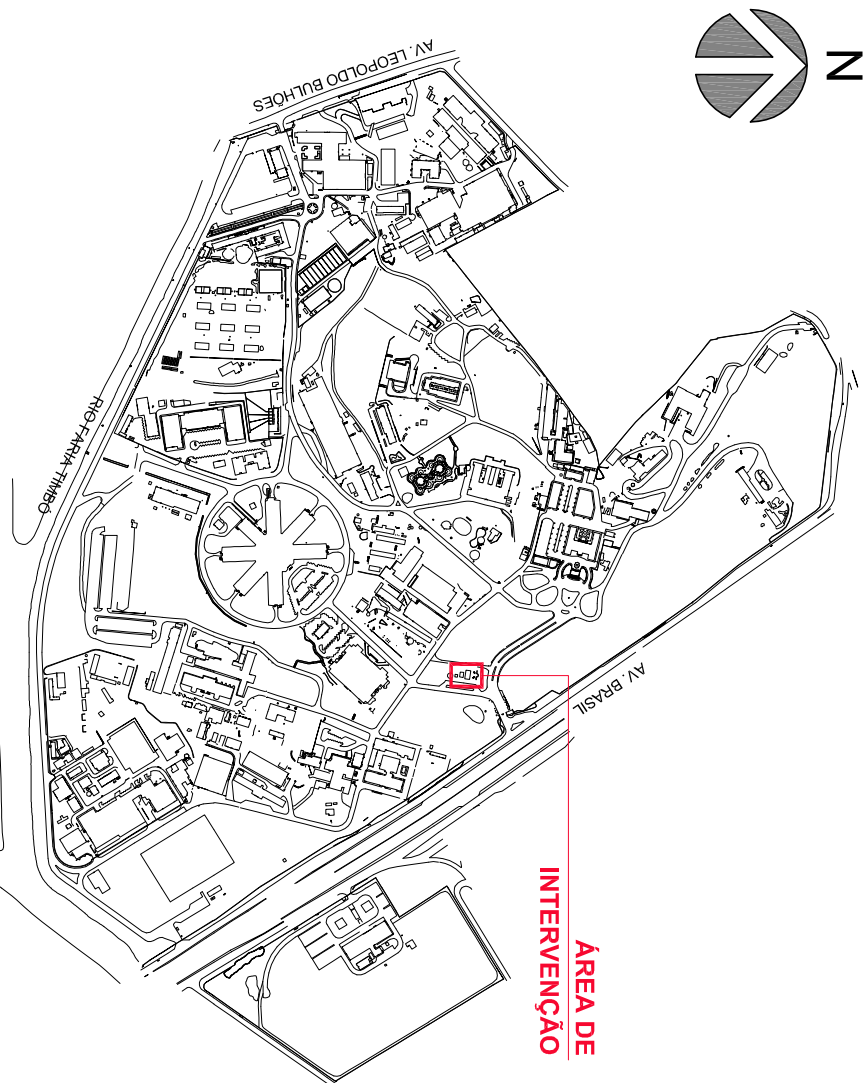 N
AV. LEOPOLDO BULHÕES
RIO FARIA TIMBÓ
AV. BRASIL
ÁREA DE
INTERVENÇÃO